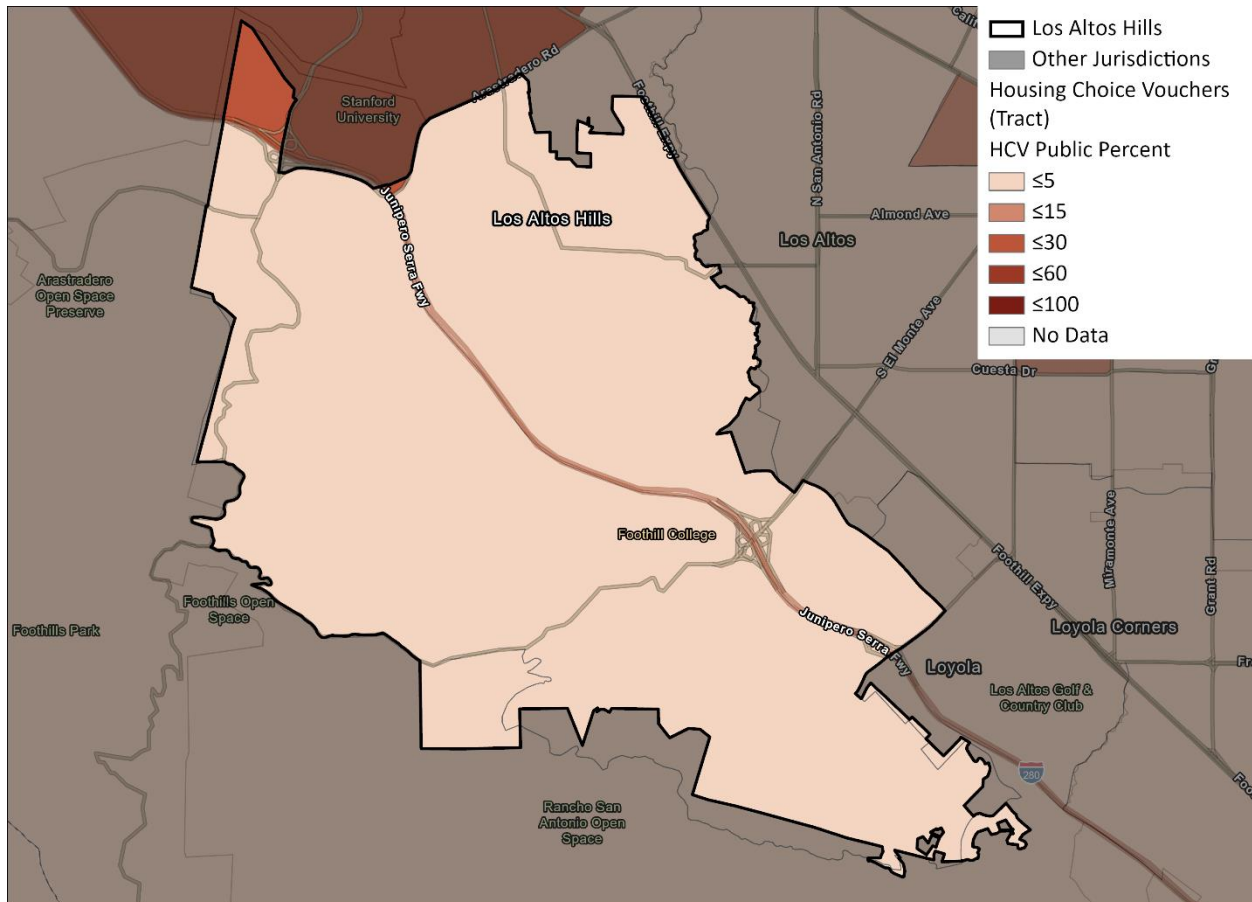 Los Altos Hills
Other Jurisdictions
Housing Choice Vouchers
(Tract)
HCV Public Percent
≤5
≤15
≤30
≤60
≤100
No Data
Arastradero Rd
Stanford
University
Foothill Expy
N San Antonio Rd
Junipero Serra Fwy
Los Altos Hills
Almond Ave
Los Altos
Arastradero
Open Space
Preserve
S El Monte Ave
Cuesta Dr
Foothill College
Miramonte Ave
Grant Rd
Foothill Expy
Foothills Open
Space
Foothills Park
Junipero Serra Fwy
Loyola Corners
Loyola
Los Altos Golf &
Country Club
280
Rancho San
Antonio Open
Space